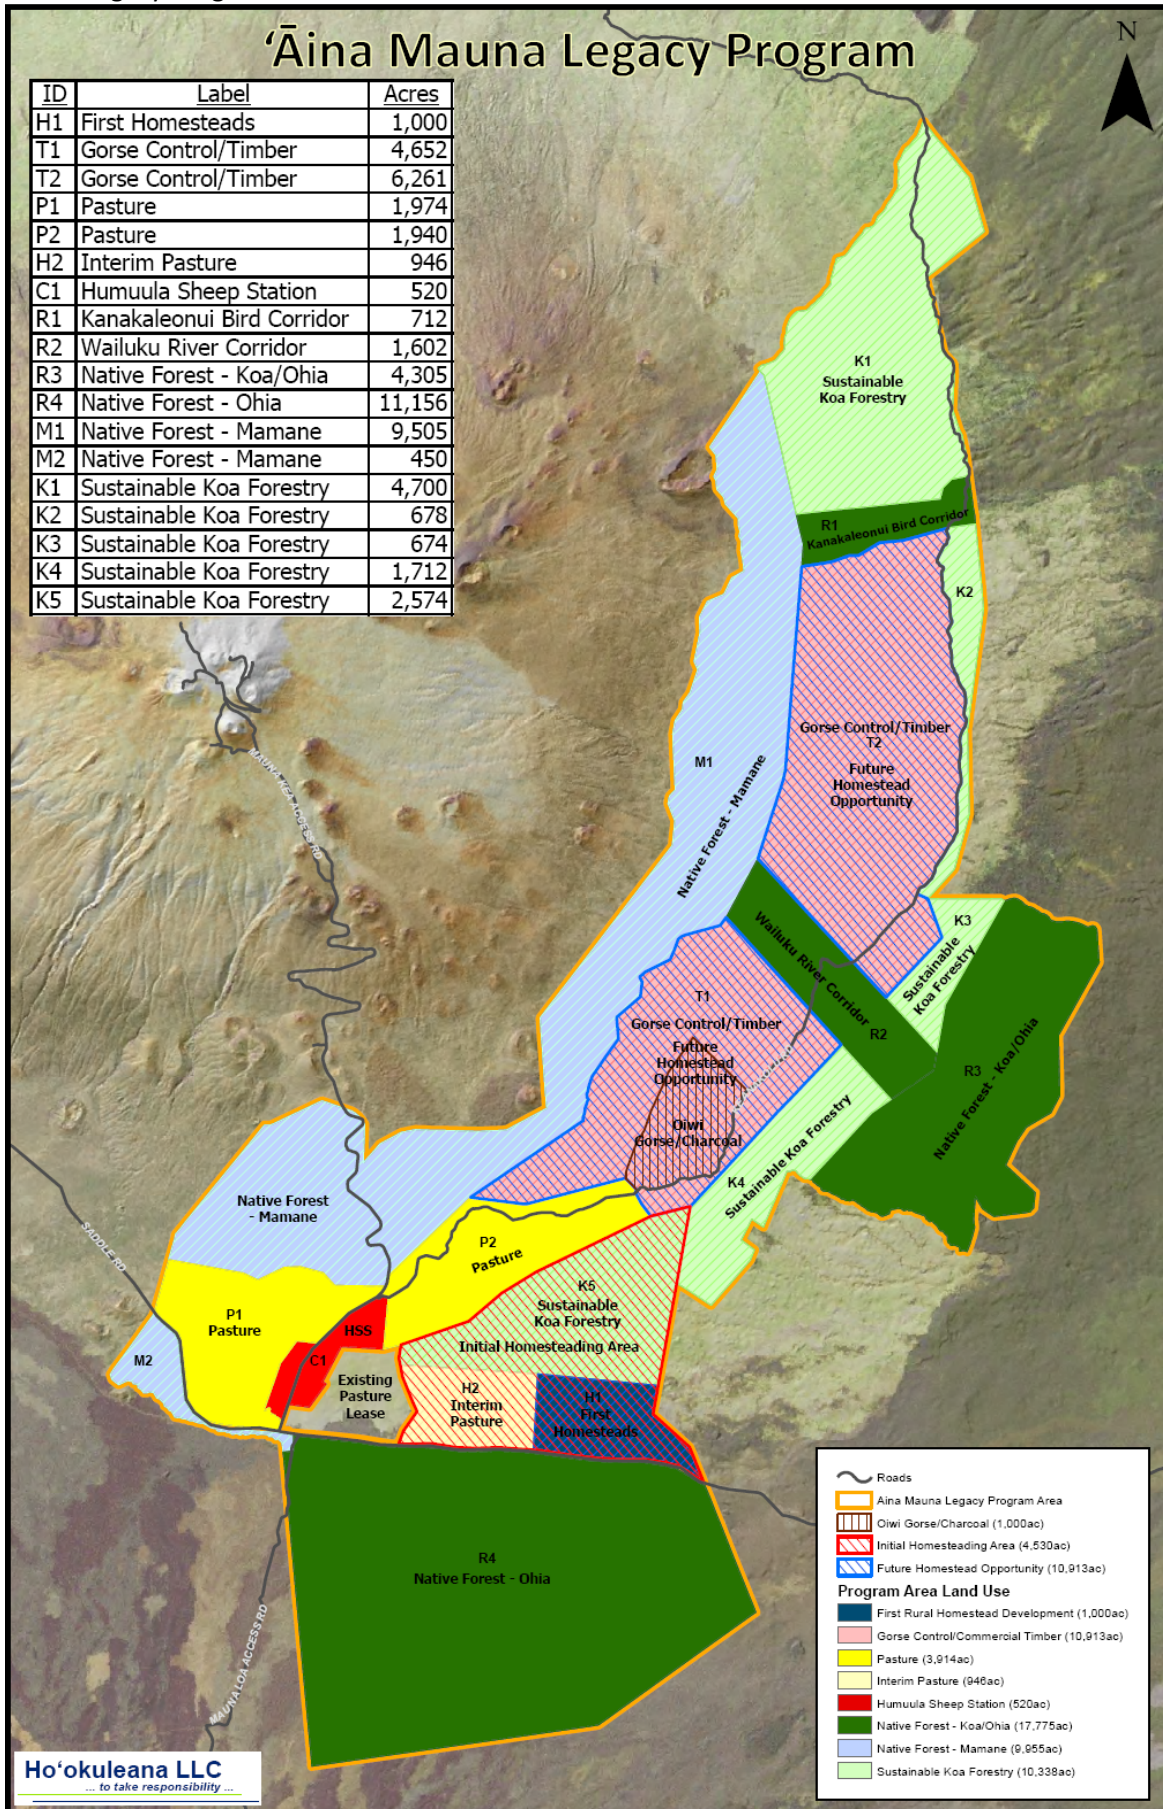 ʻĀina Mauna Legacy Program
N
ID Label Acres
H1 First Homesteads 1,000
T1 Gorse Control/Timber 4,652
T2 Gorse Control/Timber 6,261
P1 Pasture 1,974
P2 Pasture 1,940
H2 Interim Pasture 946
C1 Humuula Sheep Station 520
R1 Kanakaleonui Bird Corridor 712
R2 Wailuku River Corridor 1,602
R3 Native Forest - Koa/Ohia 4,305
R4 Native Forest - Ohia 11,156
M1 Native Forest - Mamane 9,505
M2 Native Forest - Mamane 450
K1 Sustainable Koa Forestry 4,700
K2 Sustainable Koa Forestry 678
K3 Sustainable Koa Forestry 674
K4 Sustainable Koa Forestry 1,712
K5 Sustainable Koa Forestry 2,574
K1
Sustainable
Koa Forestry
R1
Kanakaleonui Bird Corridor
K2
Gorse Control/Timber
T2
Future
Homestead
Opportunity
M1
Native Forest - Mamane
MAUNA KEA ACCESS RD
K3
Sustainable
Koa Forestry
Wailuku River Corridor
R2
T1
Gorse Control/Timber
Future
Homestead
Opportunity
Oiwi
Gorse/Charcoal
R3
Native Forest - Koa/Ohia
K4
Sustainable Koa Forestry
Native Forest
- Mamane
SADDLE RD
P2
Pasture
K5
Sustainable
Koa Forestry
Initial Homesteading Area
P1
Pasture
HSS
C1
M2
Existing
Pasture
Lease
H2
Interim
Pasture
H1
First
Homesteads
R4
Native Forest - Ohia
MAUNA LOA ACCESS RD
Roads
Aina Mauna Legacy Program Area
Oiwi Gorse/Charcoal (1,000ac)
Initial Homesteading Area (4,530ac)
Future Homestead Opportunity (10,913ac)
Program Area Land Use
First Rural Homestead Development (1,000ac)
Gorse Control/Commercial Timber (10,913ac)
Pasture (3,914ac)
Interim Pasture (946ac)
Humuula Sheep Station (520ac)
Native Forest - Koa/Ohia (17,775ac)
Native Forest - Mamane (9,955ac)
Sustainable Koa Forestry (10,338ac)
Hoʻokuleana LLC
... to take responsibility ...